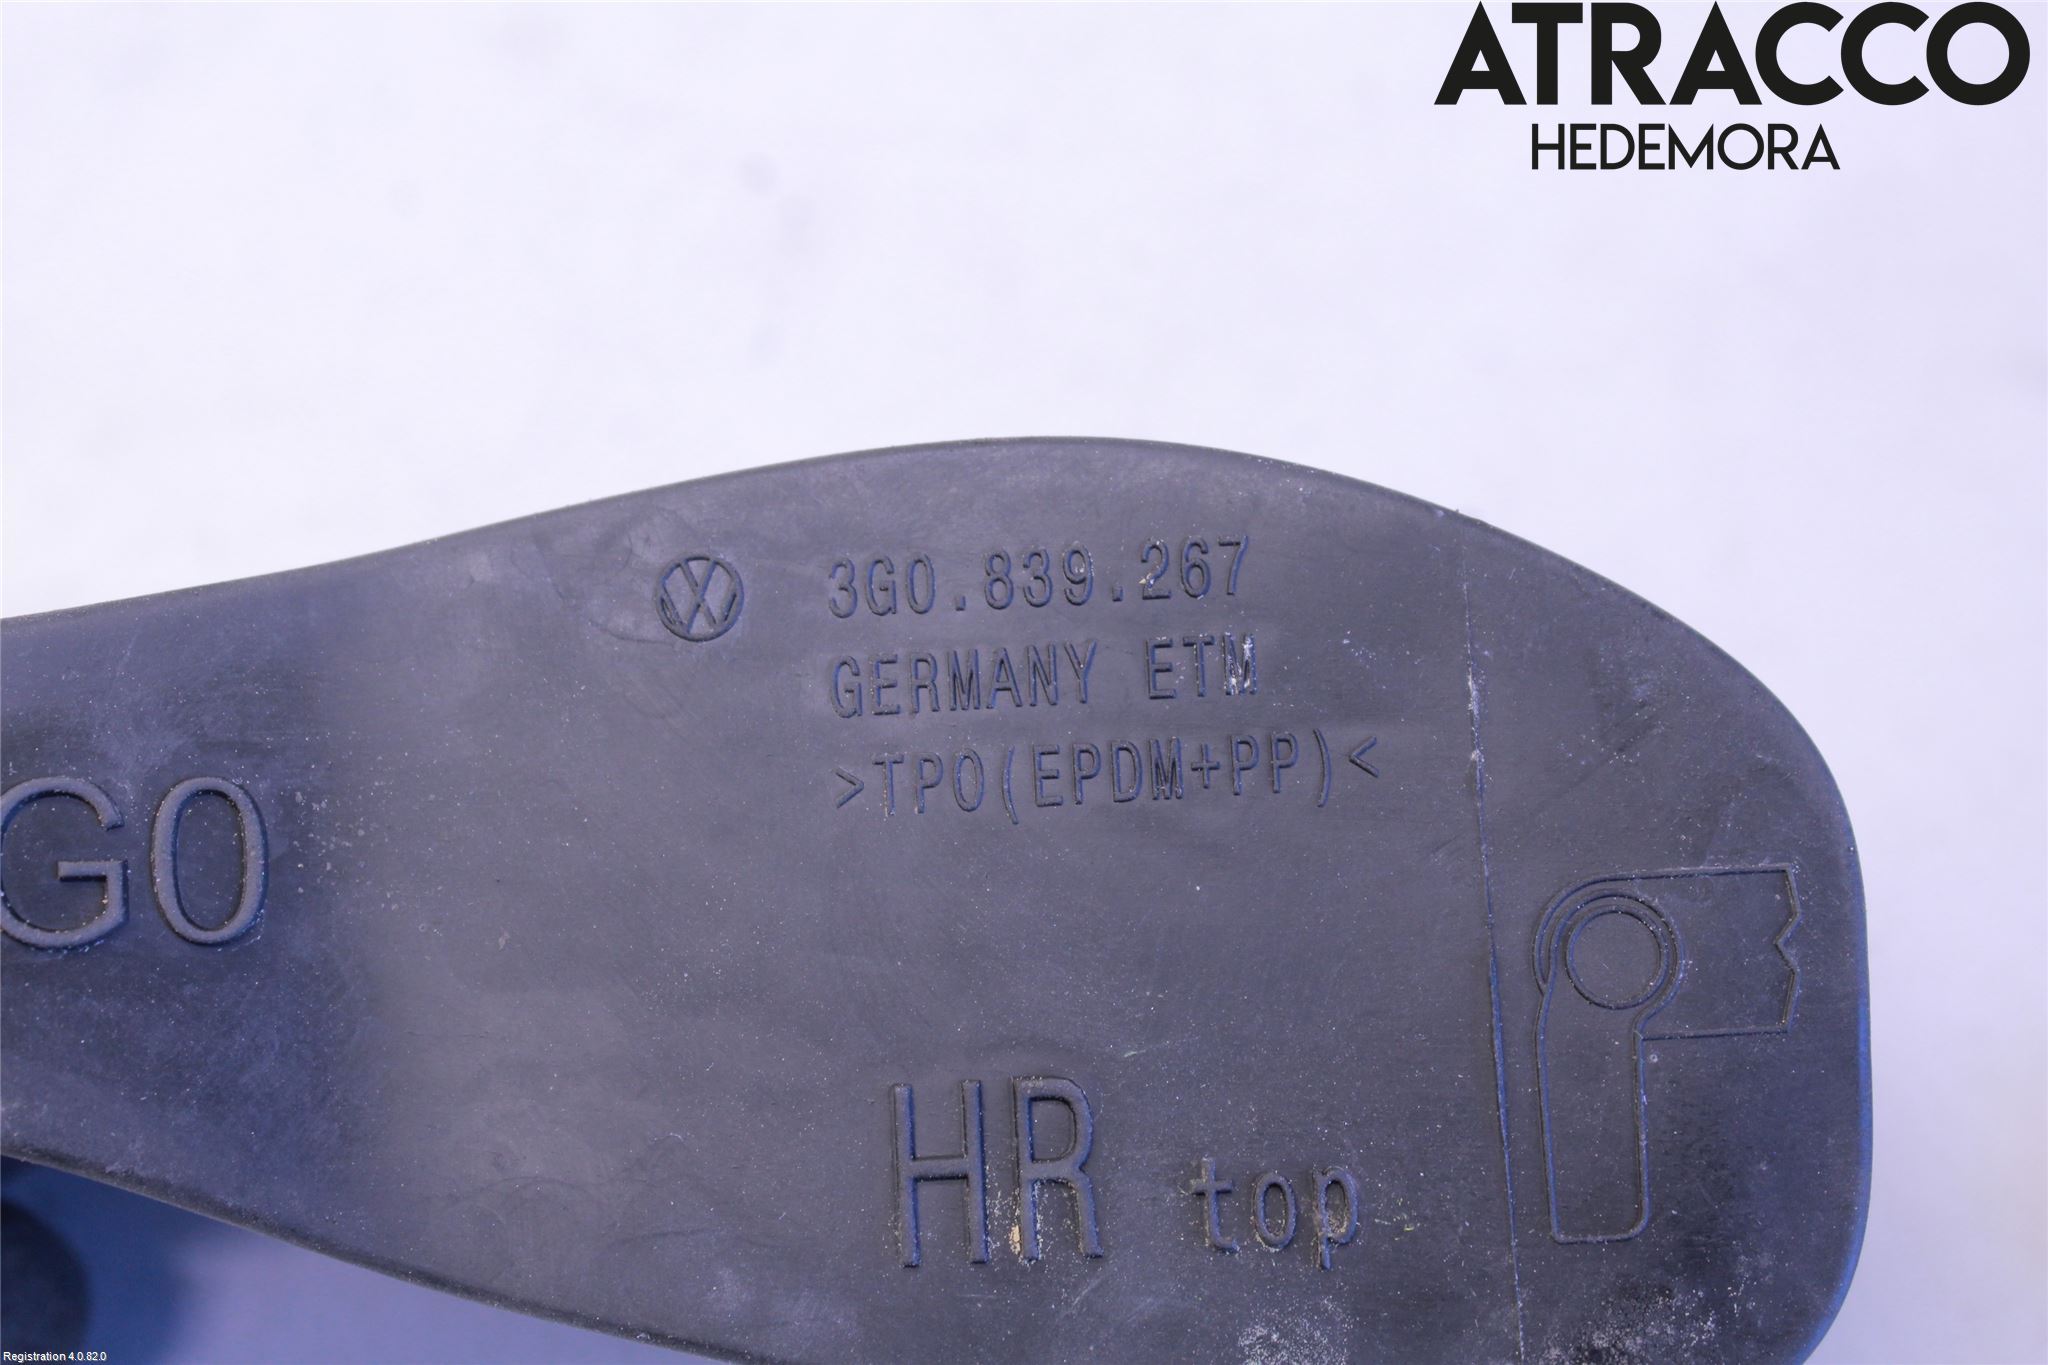 ATRACCO
HEDEMORA
3G0.839.267
GERMANY ETM
>TPO(EPDM+PP)<
G0
HR top
Registration 4.0.82.0